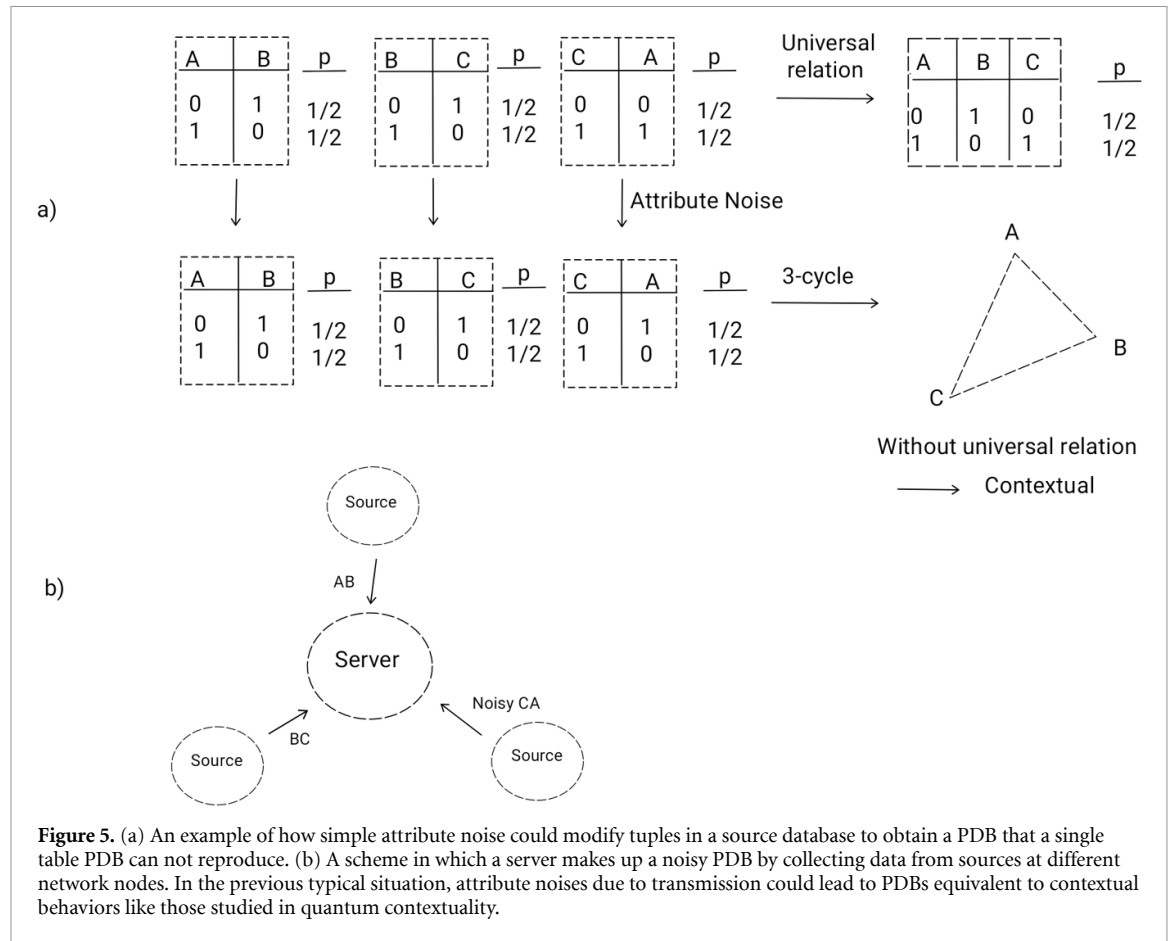 A B p B C p C A p Universal relation A B C p
0 1 1/2 0 1 1/2 0 0 1/2 0 1 0 1/2
1 0 1/2 1 0 1/2 1 1 1/2 1 0 1 1/2
a)
Attribute Noise
A B p B C p C A p 3-cycle
0 1 1/2 0 1 1/2 0 1 1/2
1 0 1/2 1 0 1/2 1 0 1/2
A
B
C
Without universal relation
Contextual
b)
Source
AB
Server
Noisy CA
BC
Source
Source
Figure 5. (a) An example of how simple attribute noise could modify tuples in a source database to obtain a PDB that a single
table PDB can not reproduce. (b) A scheme in which a server makes up a noisy PDB by collecting data from sources at different
network nodes. In the previous typical situation, attribute noises due to transmission could lead to PDBs equivalent to contextual
behaviors like those studied in quantum contextuality.